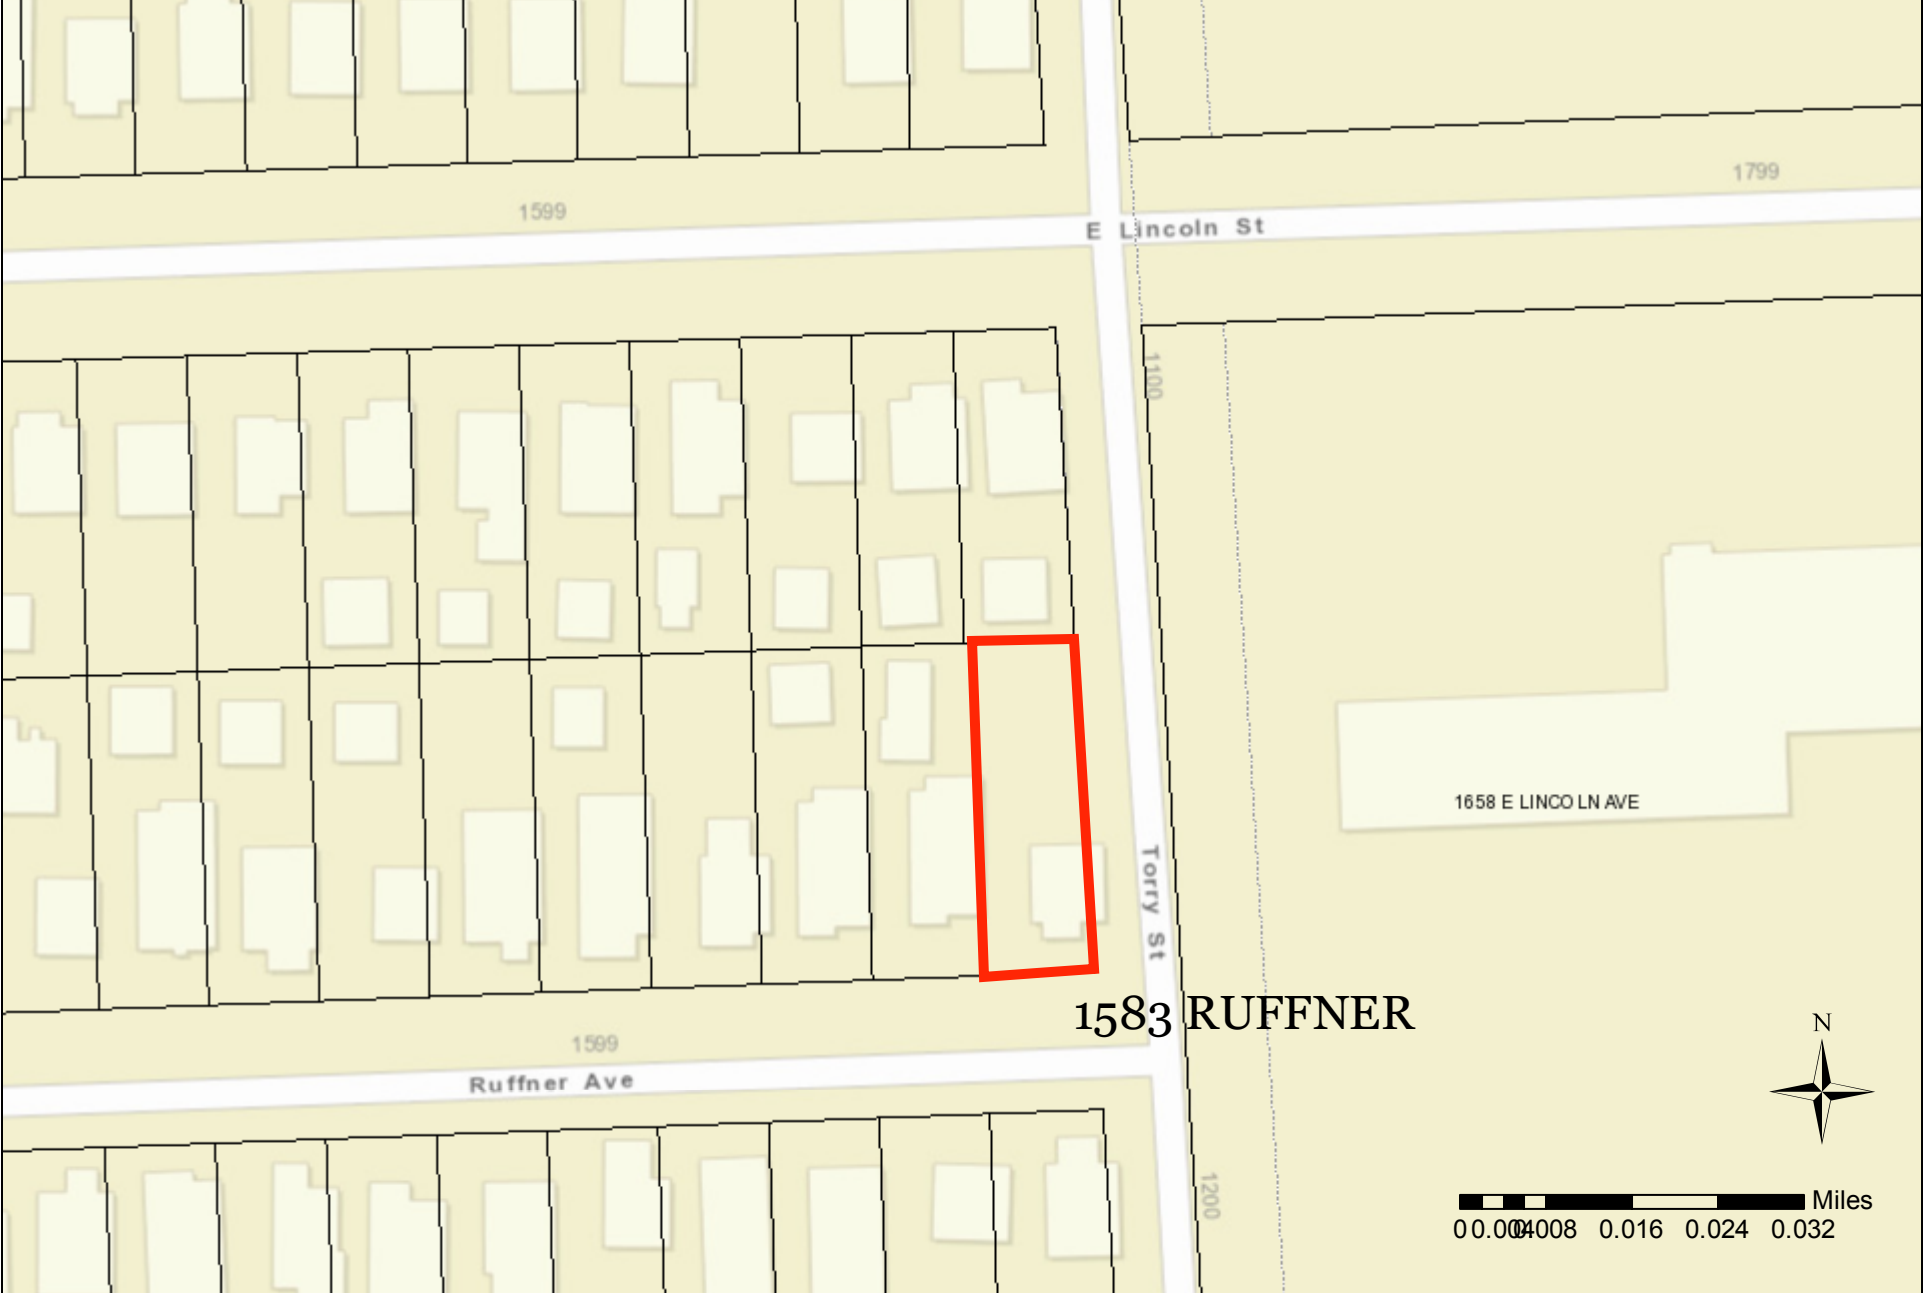 1799
1599
E Lincoln St
1100
1658 E LINCOLN AVE
Torry St
1583 RUFFNER
N
1599
Ruffner Ave
1200
Miles
0 0.004 0.008 0.016 0.024 0.032